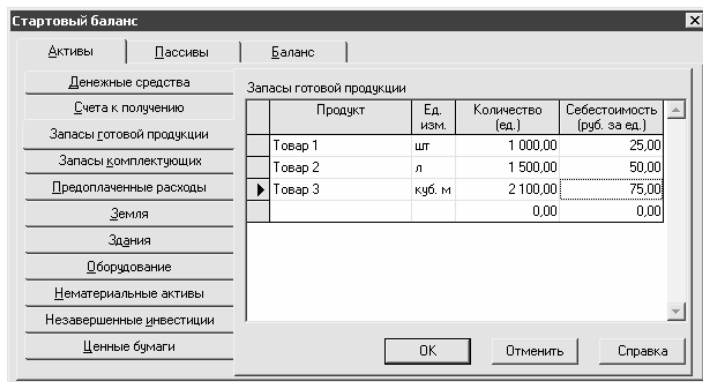 Стартовый баланс
Активы Пассивы Баланс
Денежные средства
Счета к получению
Запасы готовой продукции
Запасы комплектующих
Предоплаченные расходы
Земля
Здания
Оборудование
Нематериальные активы
Незавершенные инвестиции
Ценные бумаги
Запасы готовой продукции
Продукт Ед. изм. Количество (ед.) Себестоимость (руб. за ед.)
Товар 1 шт 1 000,00 25,00
Товар 2 л 1 500,00 50,00
Товар 3 куб. м 2 100,00 75,00
0,00 0,00
OK Отменить Справка